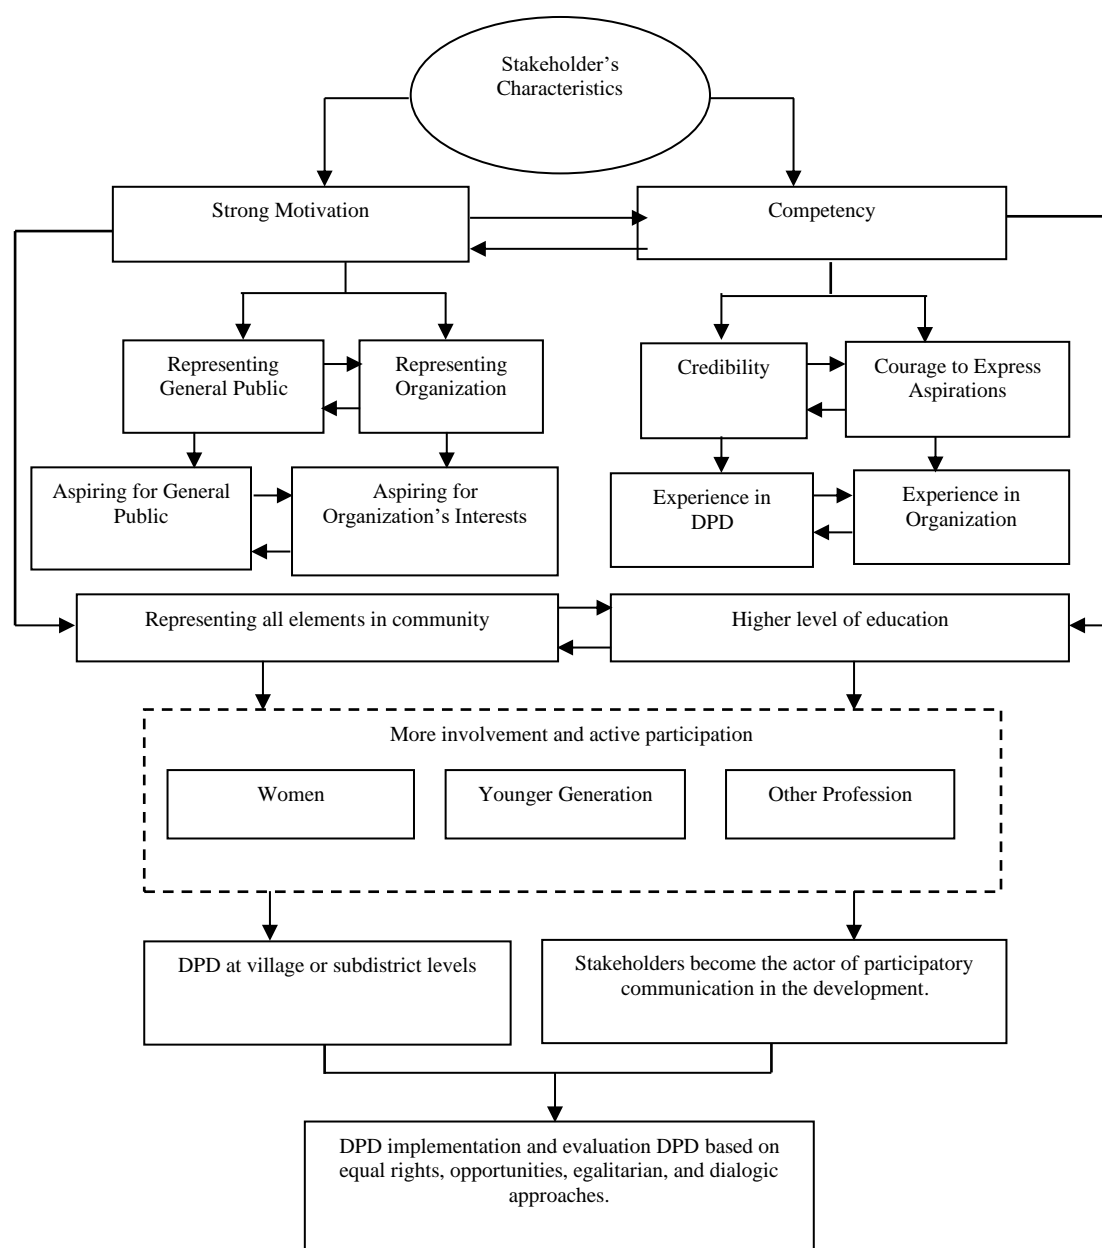 Stakeholder’s
Characteristics
Strong Motivation
Competency
Representing
General Public
Representing
Organization
Credibility
Courage to Express
Aspirations
Aspiring for General
Public
Aspiring for
Organization’s Interests
Experience in
DPD
Experience in
Organization
Representing all elements in community
Higher level of education
More involvement and active participation
Women
Younger Generation
Other Profession
DPD at village or subdistrict levels
Stakeholders become the actor of participatory
communication in the development.
DPD implementation and evaluation DPD based on
equal rights, opportunities, egalitarian, and dialogic
approaches.